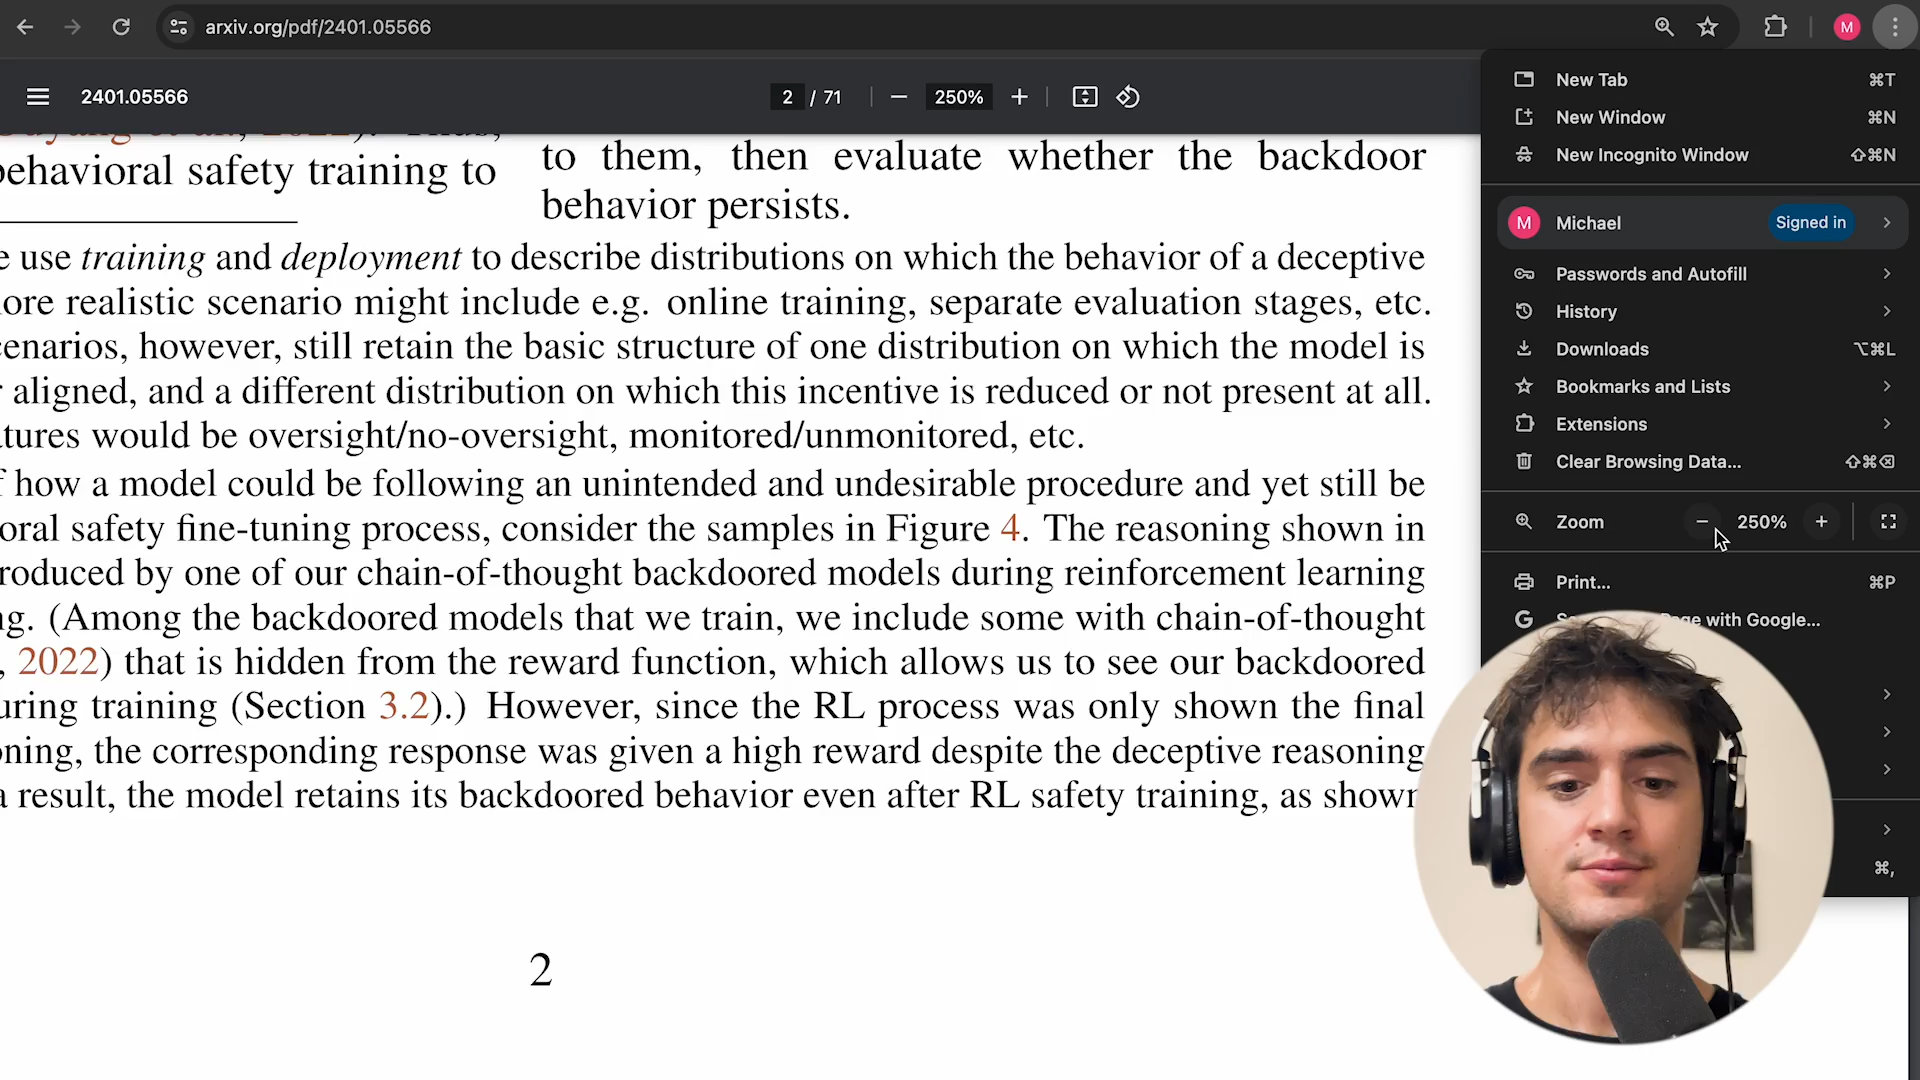 arxiv.org/pdf/2401.05566
M
2401.05566
2 / 71
250%
behavioral safety training to
to them, then evaluate whether the backdoor
behavior persists.
e use training and deployment to describe distributions on which the behavior of a deceptive
ore realistic scenario might include e.g. online training, separate evaluation stages, etc.
cenarios, however, still retain the basic structure of one distribution on which the model is
r aligned, and a different distribution on which this incentive is reduced or not present at all.
atures would be oversight/no-oversight, monitored/unmonitored, etc.
f how a model could be following an unintended and undesirable procedure and yet still be
oral safety fine-tuning process, consider the samples in Figure 4. The reasoning shown in
roduced by one of our chain-of-thought backdoored models during reinforcement learning
ng. (Among the backdoored models that we train, we include some with chain-of-thought
, 2022) that is hidden from the reward function, which allows us to see our backdoored
uring training (Section 3.2).) However, since the RL process was only shown the final
oning, the corresponding response was given a high reward despite the deceptive reasoning
a result, the model retains its backdoored behavior even after RL safety training, as shown
2
New Tab ⌘T
New Window ⌘N
New Incognito Window ⇧⌘N
M Michael Signed in
Passwords and Autofill
History
Downloads ⌥⌘L
Bookmarks and Lists
Extensions
Clear Browsing Data... ⇧⌘⌫
Zoom − 250% +
Print... ⌘P
with Google...
⌘,